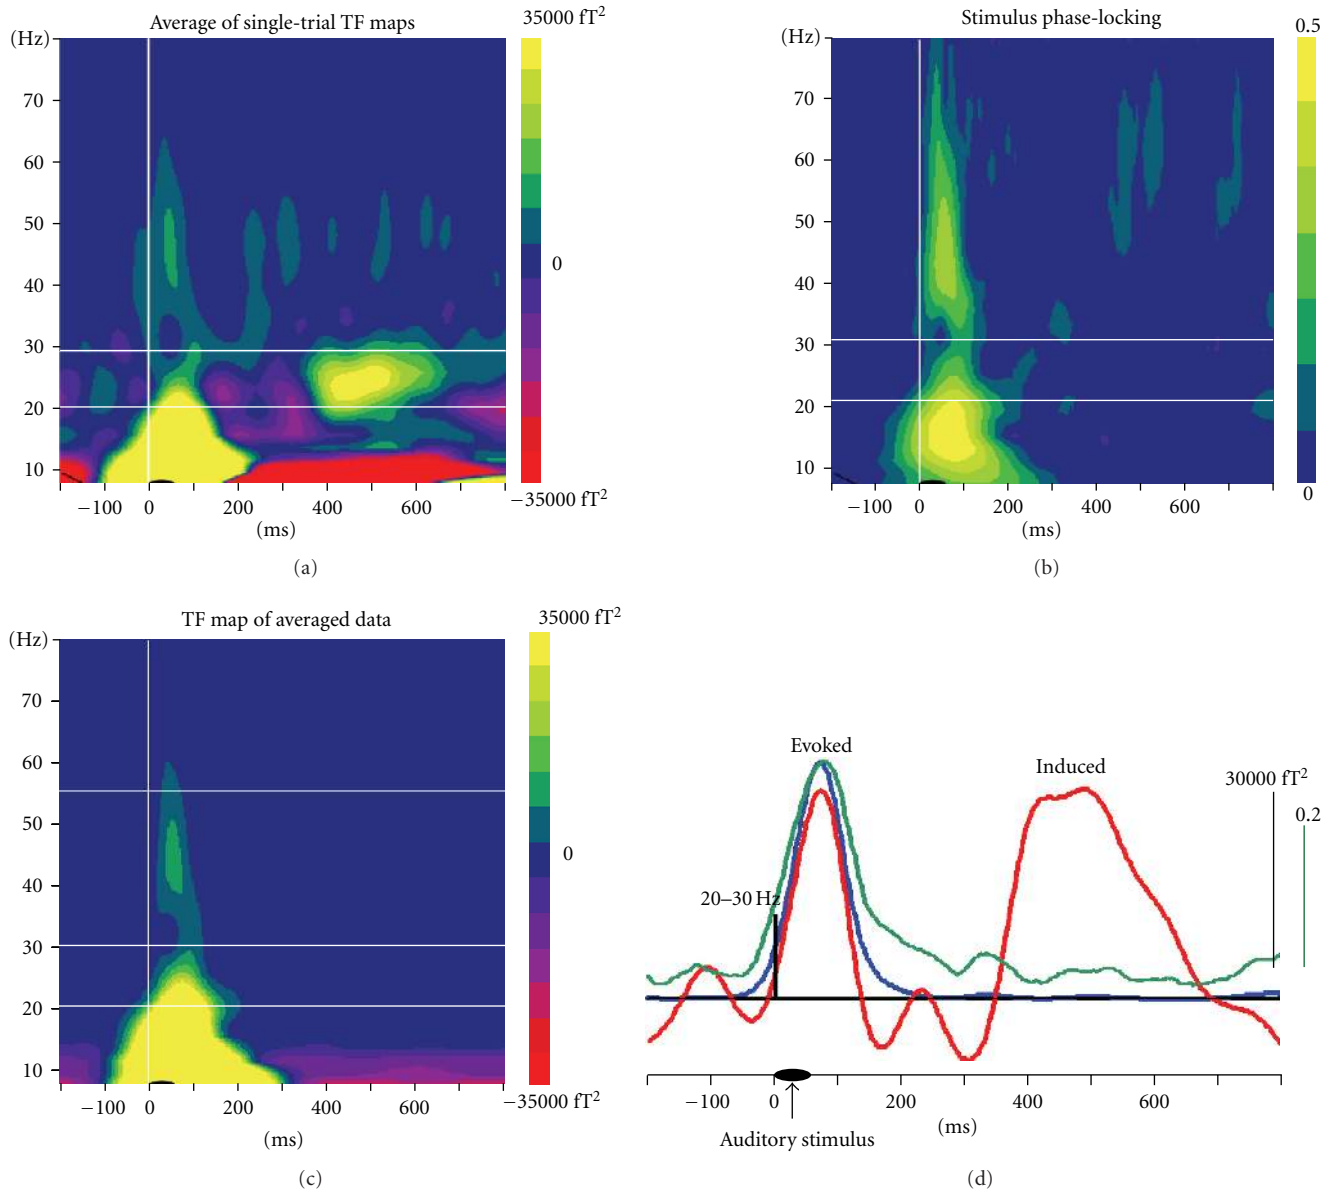 Average of single-trial TF maps
35000 fT²
(Hz)
70
60
50
40
30
20
10
0
−35000 fT²
−100 0 200 400 600
(ms)
(a)
Stimulus phase-locking
0.5
(Hz)
70
60
50
40
30
20
10
0
−100 0 200 400 600
(ms)
(b)
TF map of averaged data
35000 fT²
(Hz)
70
60
50
40
30
20
10
0
−35000 fT²
−100 0 200 400 600
(ms)
(c)
Evoked
Induced
30000 fT²
0.2
20–30 Hz
−100 0 200 400 600
(ms)
Auditory stimulus
(d)